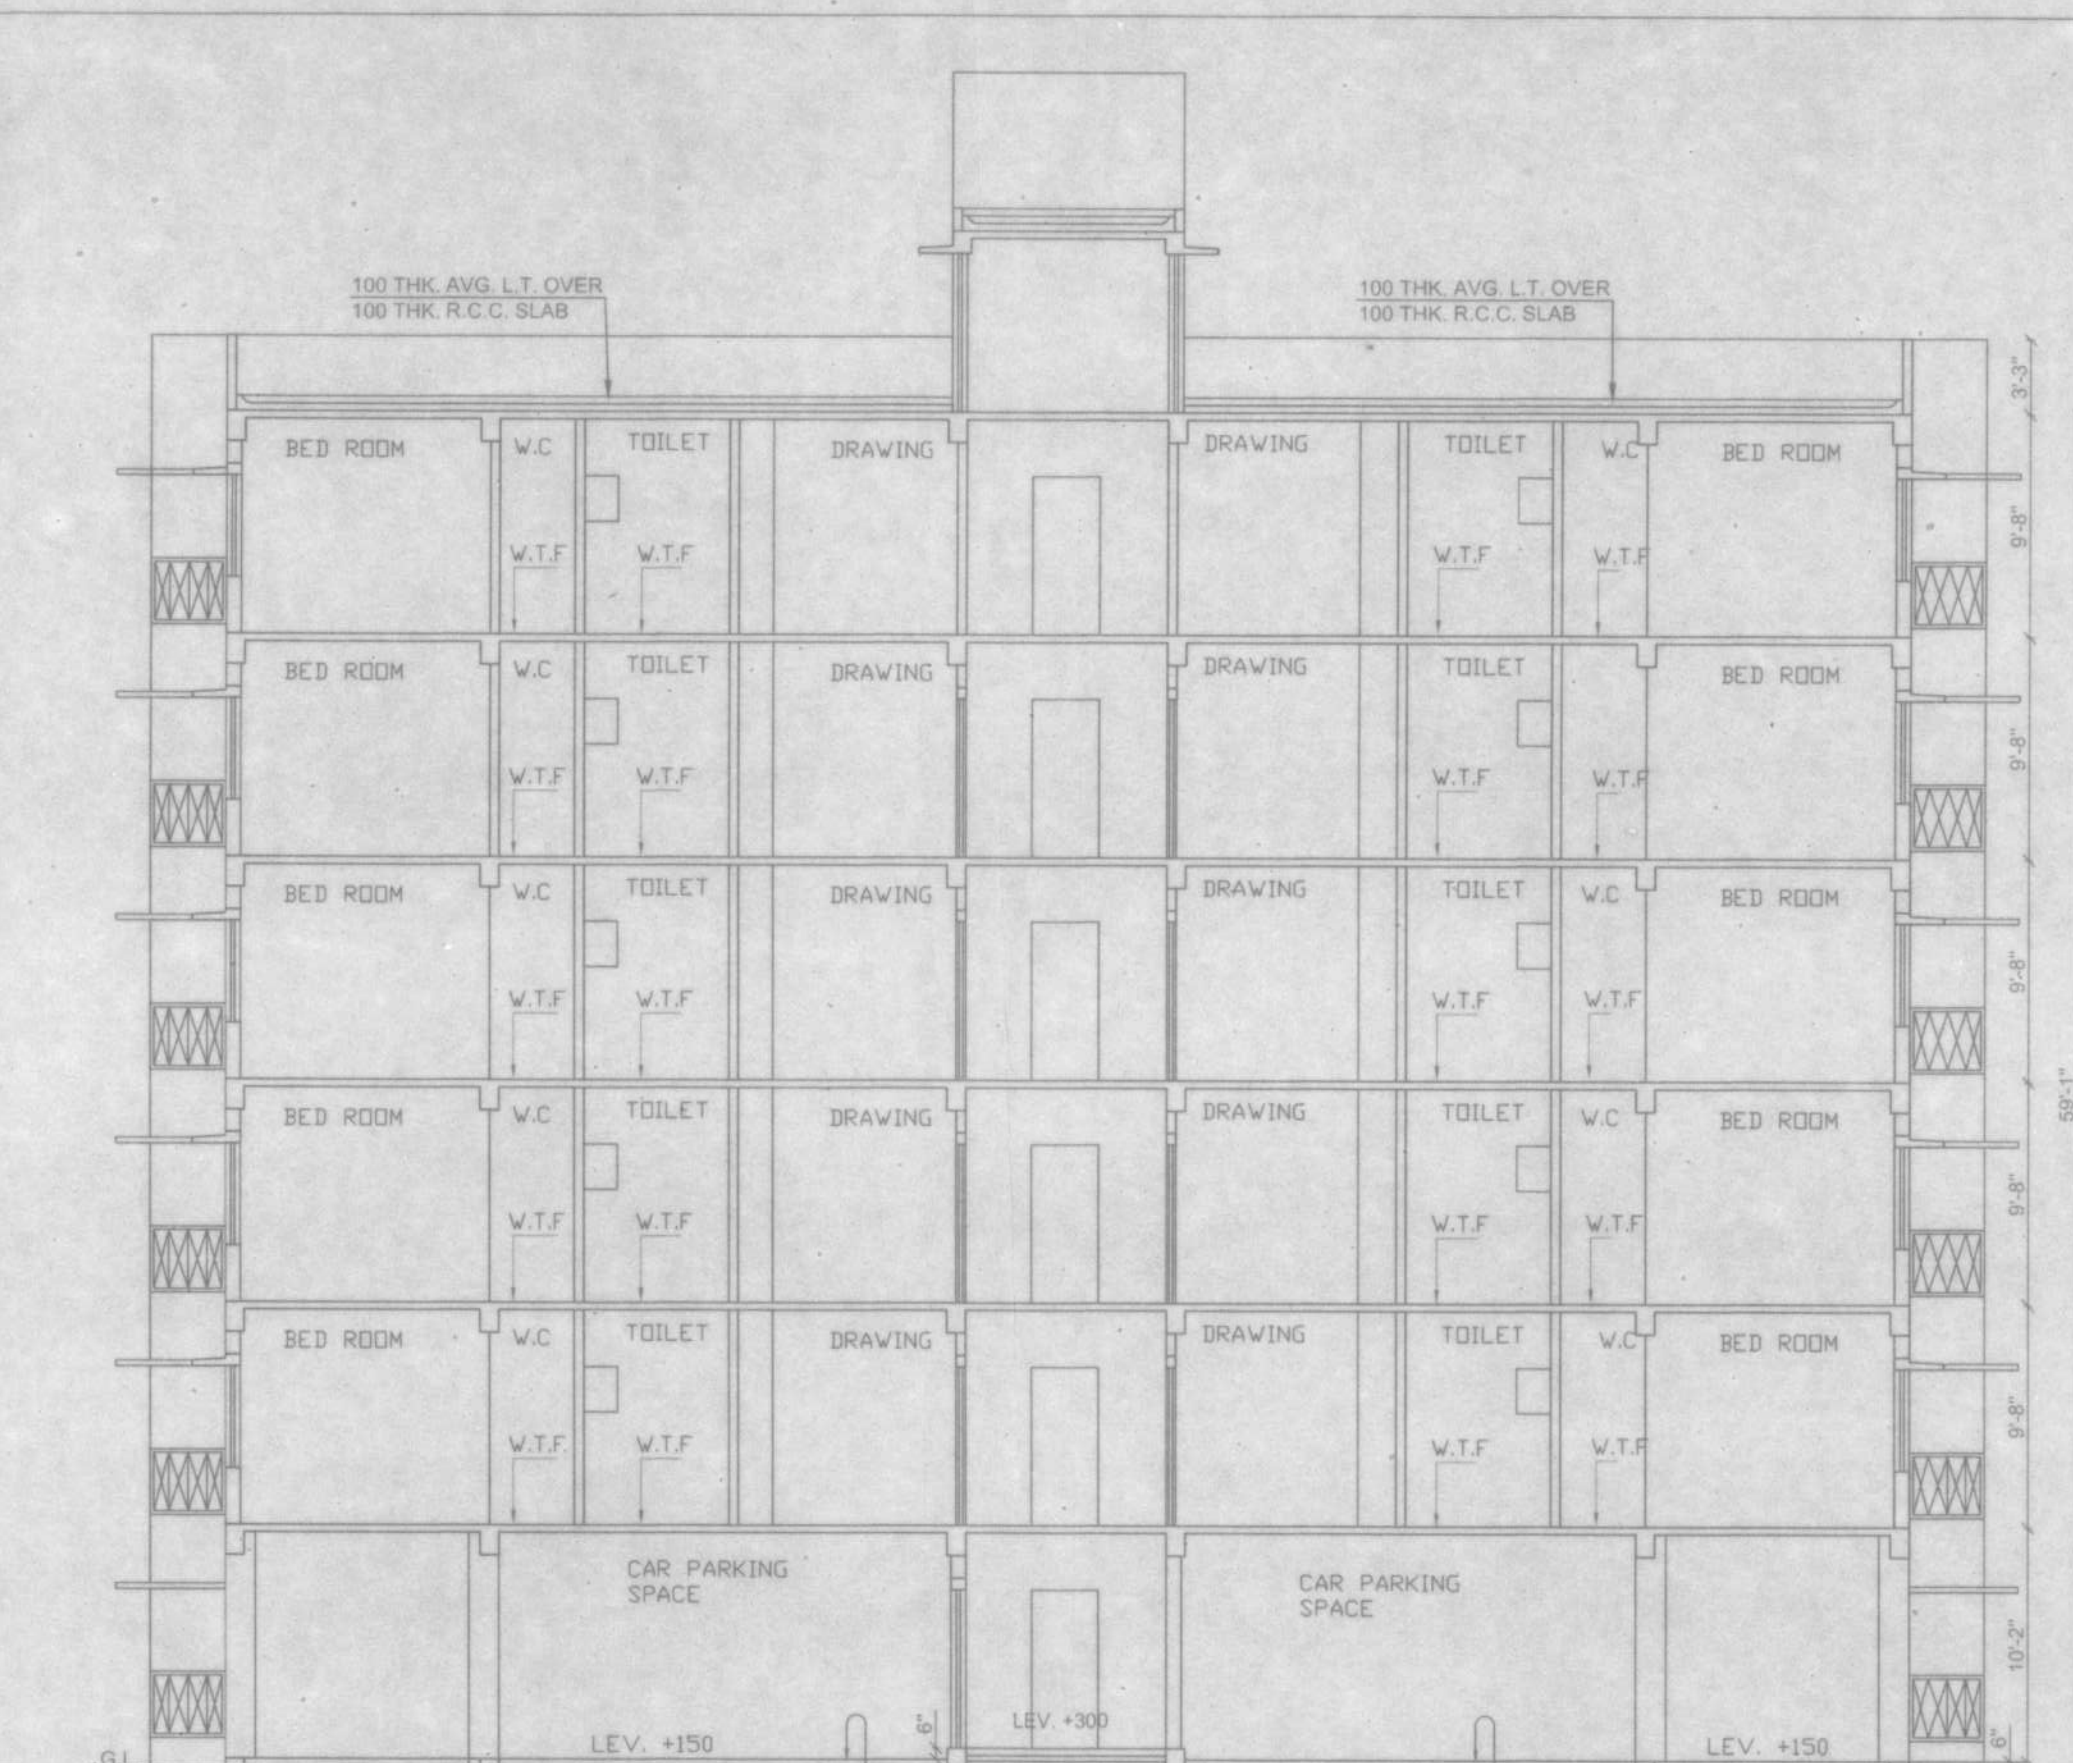 100 THK. AVG. L.T. OVER
100 THK. R.C.C. SLAB
100 THK. AVG. L.T. OVER
100 THK. R.C.C. SLAB
3'-3"
BED ROOM W.C TOILET DRAWING DRAWING TOILET W.C BED ROOM
9'-8"
W.T.F W.T.F W.T.F W.T.F
BED ROOM W.C TOILET DRAWING DRAWING TOILET BED ROOM
9'-8"
W.T.F W.T.F W.T.F W.T.F
BED ROOM W.C TOILET DRAWING DRAWING TOILET W.C BED ROOM
9'-8"
W.T.F W.T.F W.T.F W.T.F
59'-1"
BED ROOM W.C TOILET DRAWING DRAWING TOILET W.C BED ROOM
9'-8"
W.T.F W.T.F W.T.F W.T.F
BED ROOM W.C TOILET DRAWING DRAWING TOILET W.C BED ROOM
9'-8"
W.T.F. W.T.F W.T.F W.T.F
CAR PARKING
SPACE
CAR PARKING
SPACE
10'-2"
LEV. +150
6"
LEV. +300
LEV. +150
6"